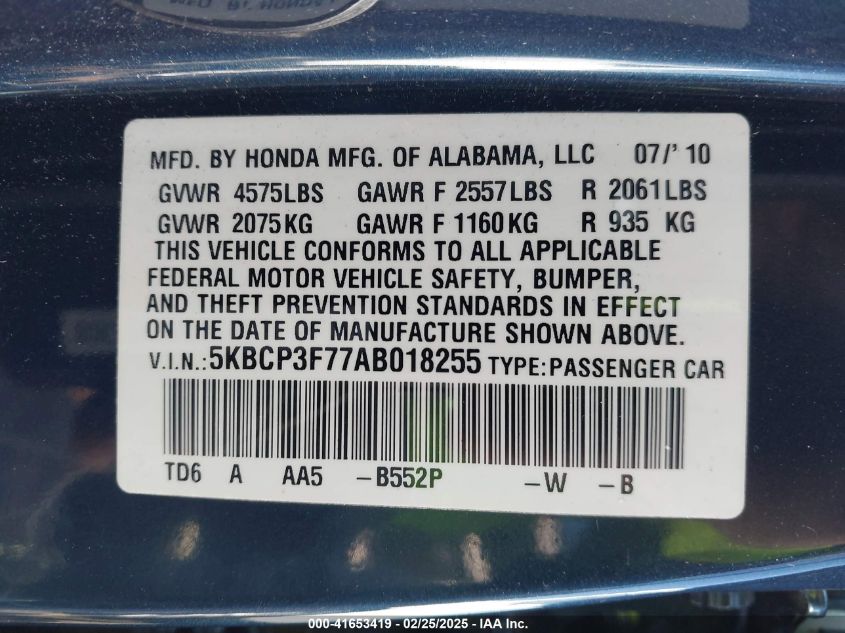 MFD. BY HONDA MFG. OF ALABAMA, LLC 07/' 10
GVWR 4575LBS GAWR F 2557LBS R 2061LBS
GVWR 2075KG GAWR F 1160KG R 935 KG
THIS VEHICLE CONFORMS TO ALL APPLICABLE
FEDERAL MOTOR VEHICLE SAFETY, BUMPER,
AND THEFT PREVENTION STANDARDS IN EFFECT
ON THE DATE OF MANUFACTURE SHOWN ABOVE.
V.I.N.:5KBCP3F77AB018255 TYPE:PASSENGER CAR
TD6 A AA5 -B552P -W -B
000-41653419 - 02/25/2025 - IAA Inc.